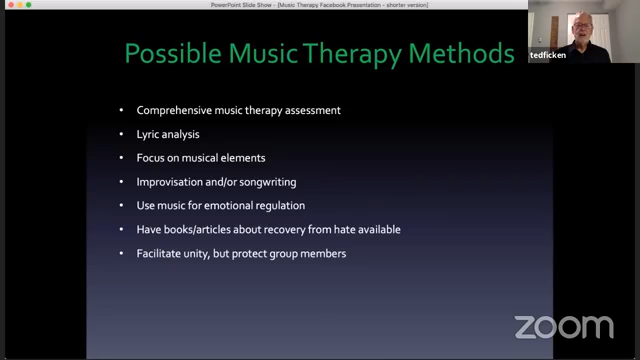 PowerPoint Slide Show - [Music Therapy Facebook Presentation - shorter version]
Possible Music Therapy Methods
tedficken
• Comprehensive music therapy assessment
• Lyric analysis
• Focus on musical elements
• Improvisation and/or songwriting
• Use music for emotional regulation
• Have books/articles about recovery from hate available
• Facilitate unity, but protect group members
zoom